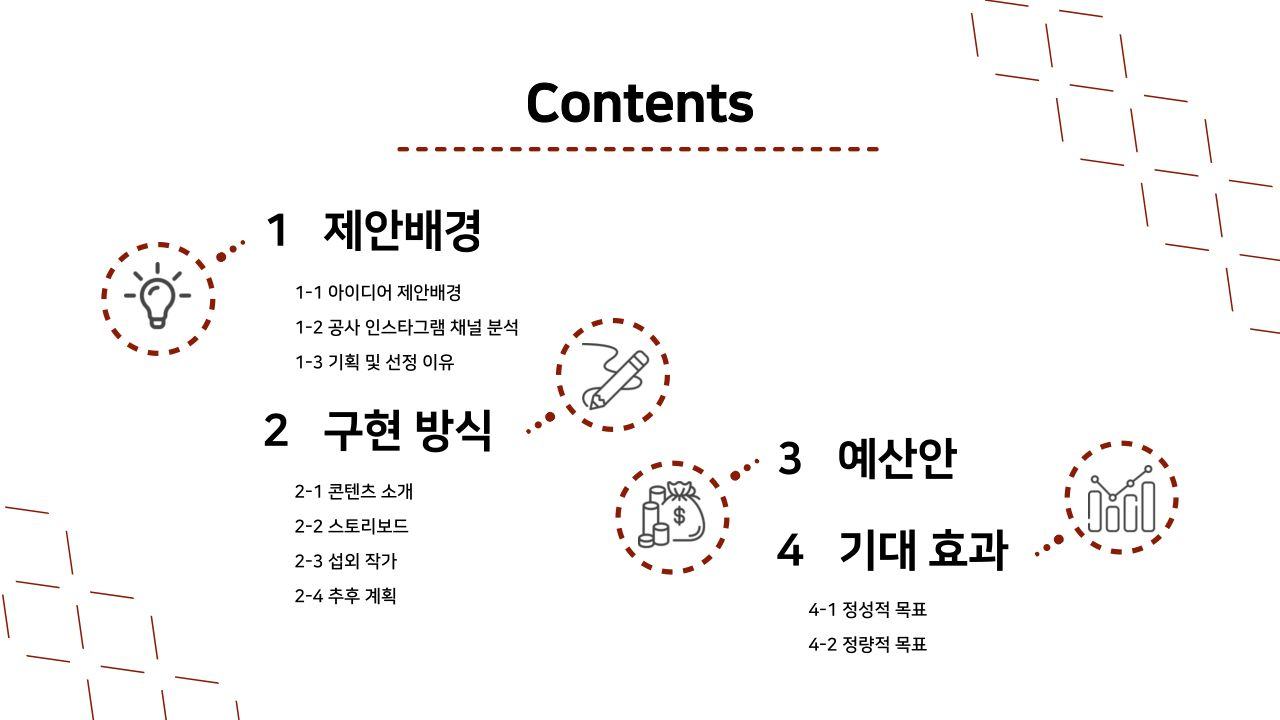 Contents
1 제안배경
1-1 아이디어 제안배경
1-2 공사 인스타그램 채널 분석
1-3 기획 및 선정 이유
2 구현 방식
2-1 콘텐츠 소개
2-2 스토리보드
2-3 섭외 작가
2-4 추후 계획
3 예산안
$
4 기대 효과
4-1 정성적 목표
4-2 정량적 목표